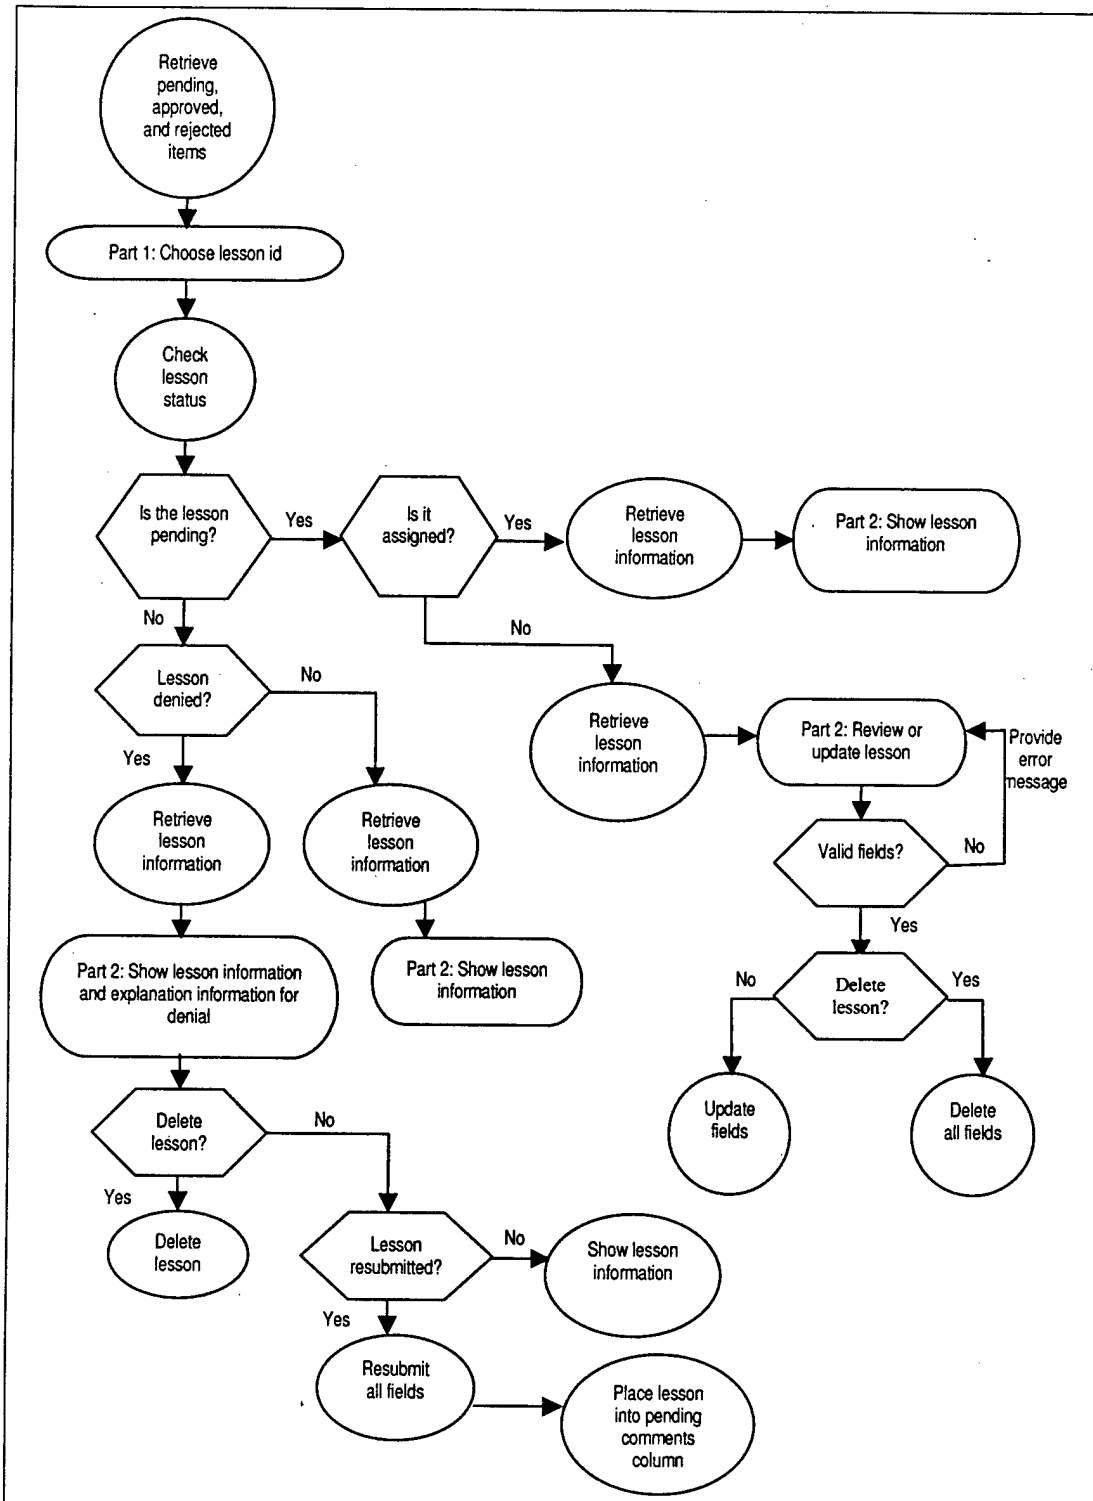 Retrieve
pending,
approved,
and rejected
items
Part 1: Choose lesson id
Check
lesson
status
Is the lesson
pending?
Yes
Is it
assigned?
Yes
Retrieve
lesson
information
Part 2: Show lesson
information
No
No
Lesson
denied?
No
Yes
Retrieve
lesson
information
Part 2: Review or
update lesson
Provide
error
message
Retrieve
lesson
information
Retrieve
lesson
information
Valid fields?
No
Yes
Part 2: Show lesson information
and explanation information for
denial
Part 2: Show lesson
information
No
Delete
lesson?
Yes
Update
fields
Delete
all fields
Delete
lesson?
No
Yes
Delete
lesson
Lesson
resubmitted?
No
Show lesson
information
Yes
Resubmit
all fields
Place lesson
into pending
comments
column